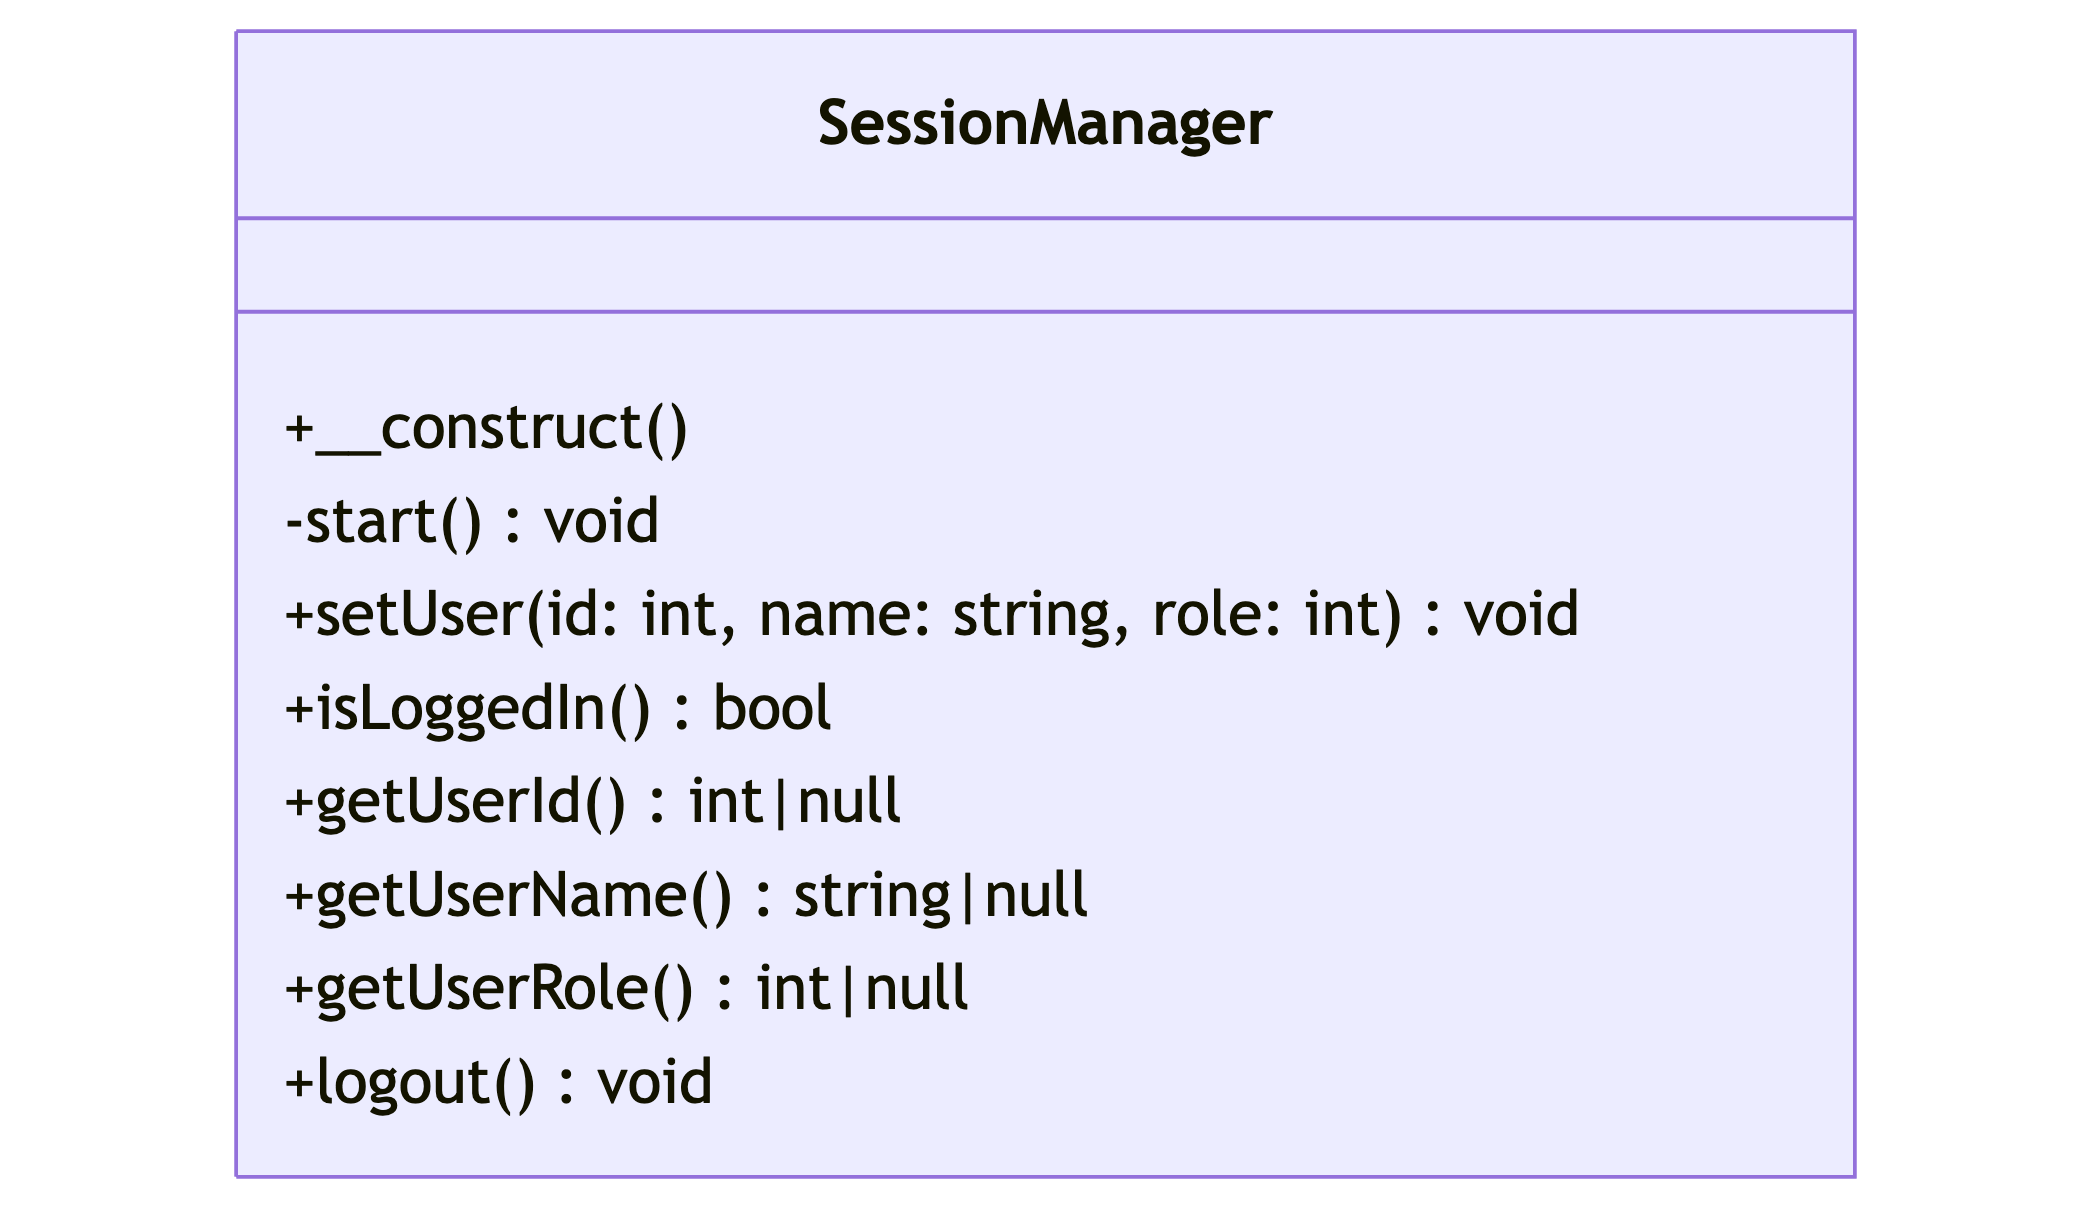 SessionManager
+__construct()
-start() : void
+setUser(id: int, name: string, role: int) : void
+isLoggedIn() : bool
+getUserId() : int|null
+getUserName() : string|null
+getUserRole() : int|null
+logout() : void